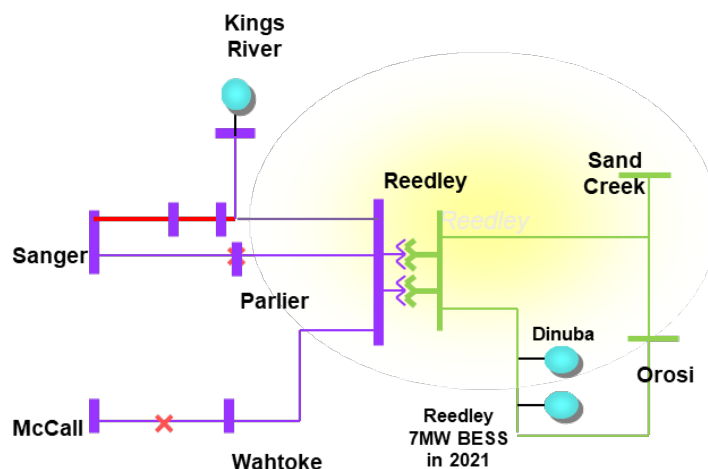 Kings
River
Reedley
Sand
Creek
Reedley
Sanger
Parlier
Dinuba
Orosi
Reedley
7MW BESS
in 2021
McCall
Wahtoke